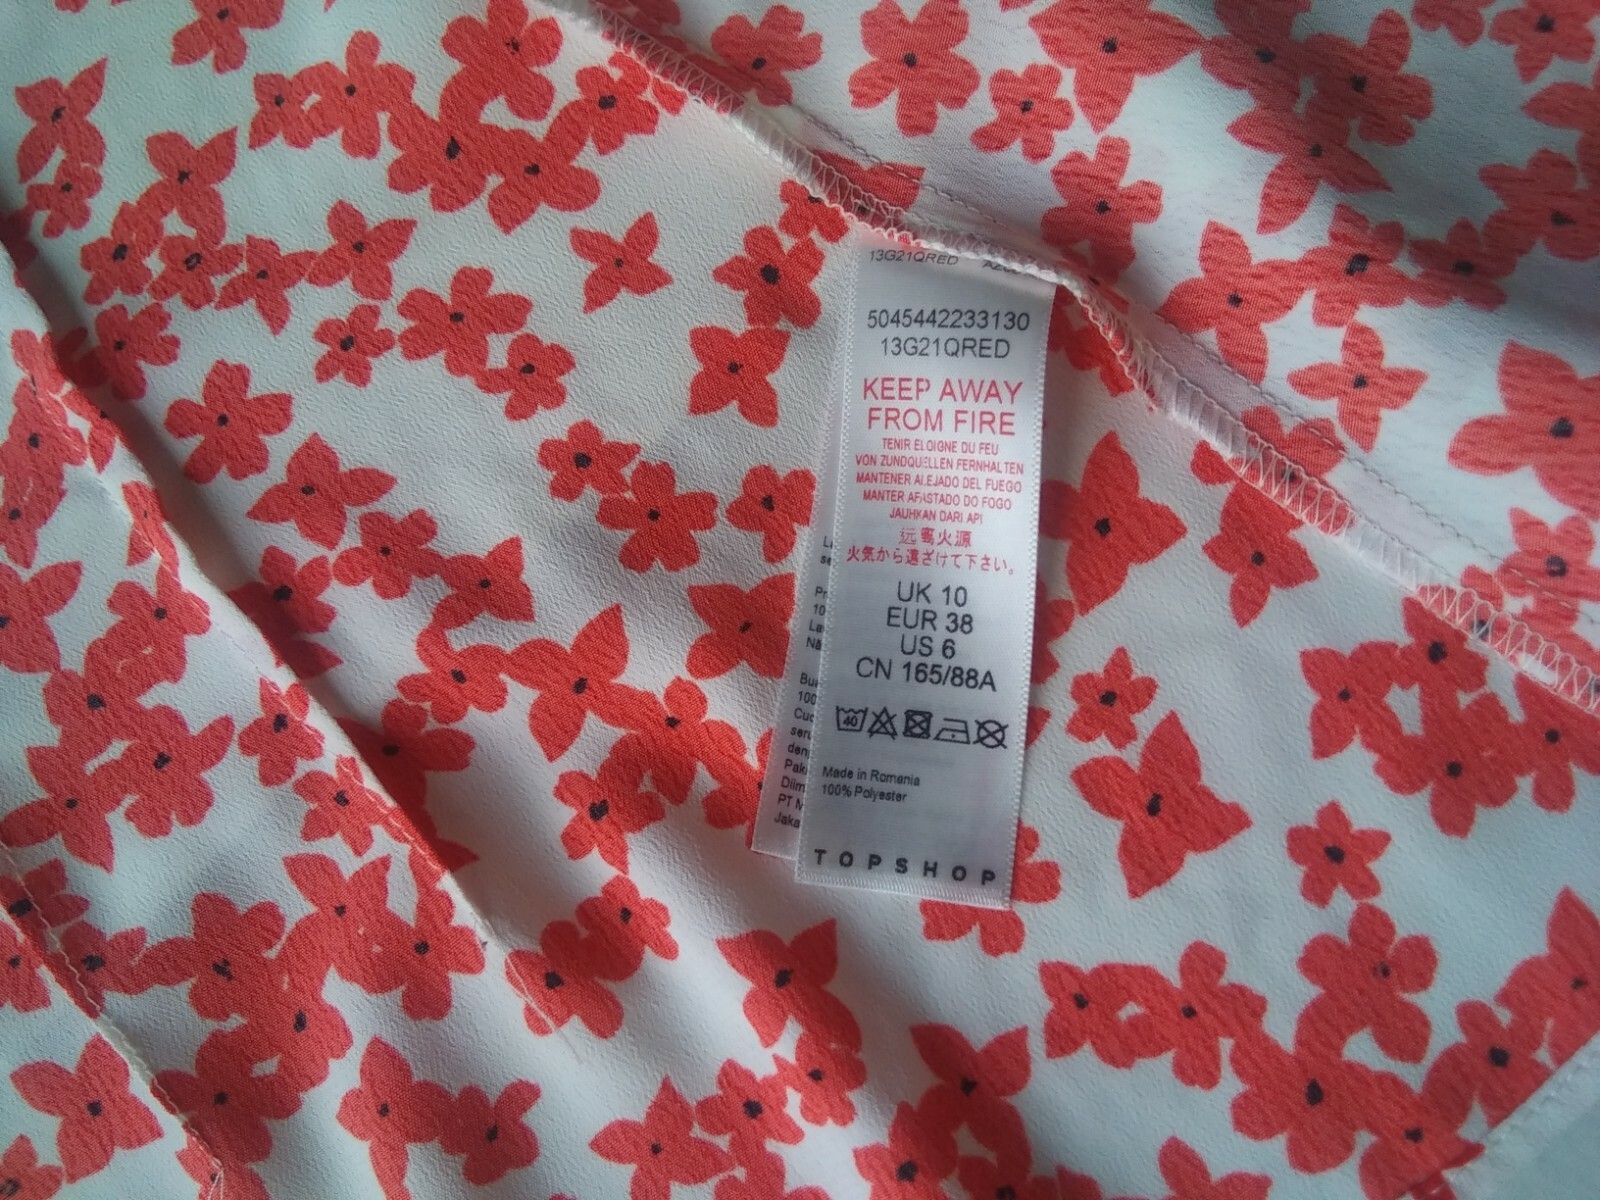 13G21QRED
5045442233130
13G21QRED
KEEP AWAY
FROM FIRE
TENIR ELOIGNE DU FEU
VON ZUNDQUELLEN FERNHALTEN
MANTENER ALEJADO DEL FUEGO
MANTER AFASTADO DO FOGO
JAUHKAN DARI API
远离火源
火気から遠ざけて下さい。
UK 10
EUR 38
US 6
CN 165/88A
40
Made in Romania
100% Polyester
TOPSHOP